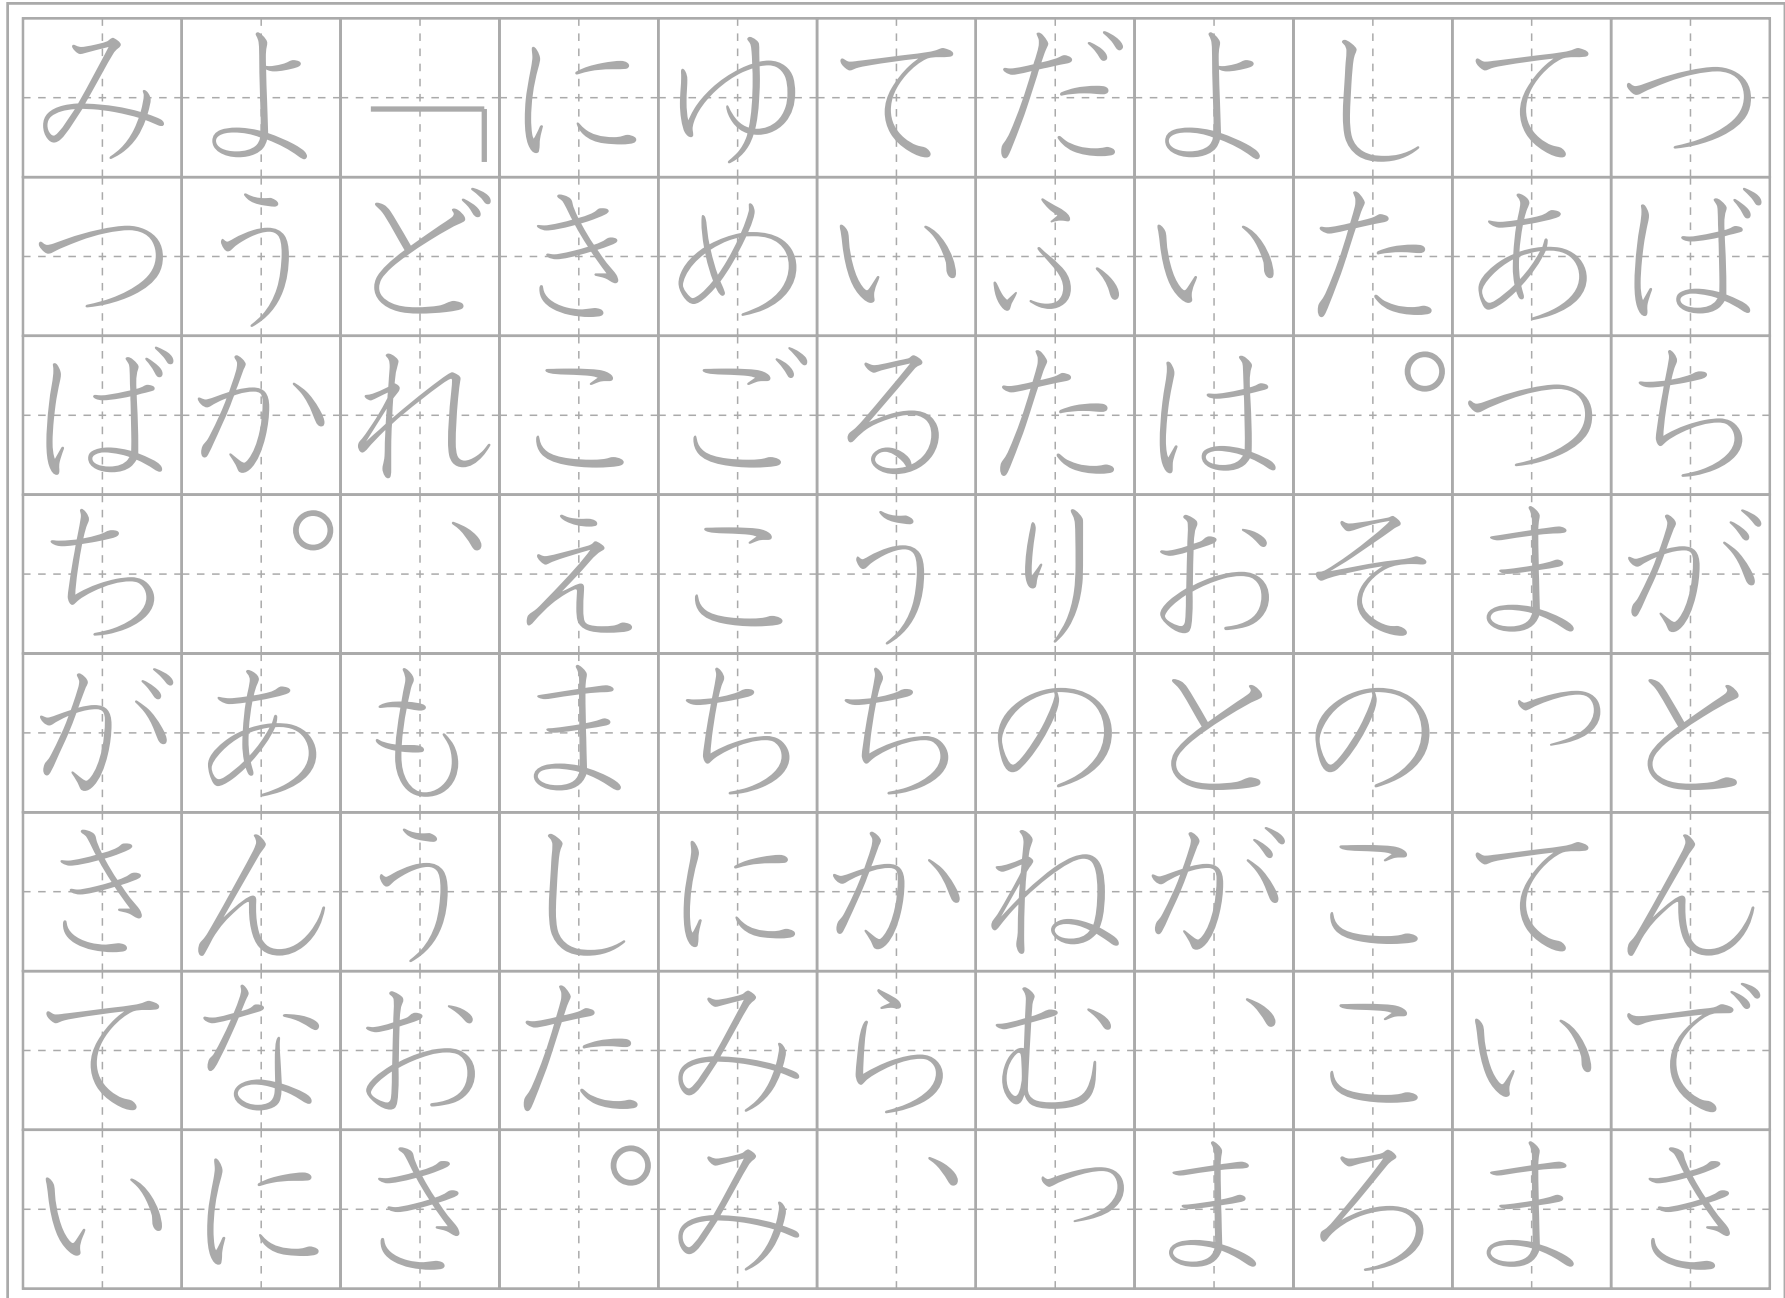 つばちがとんでき
てあつまっていま
した。そのこころ
よいはおとが、ま
だふたりのねむっ
ているうちから、
ゆめごこちにみみ
にきこえました。
「どれ、もうおき
ようか。あんなに
みつばちがきてい